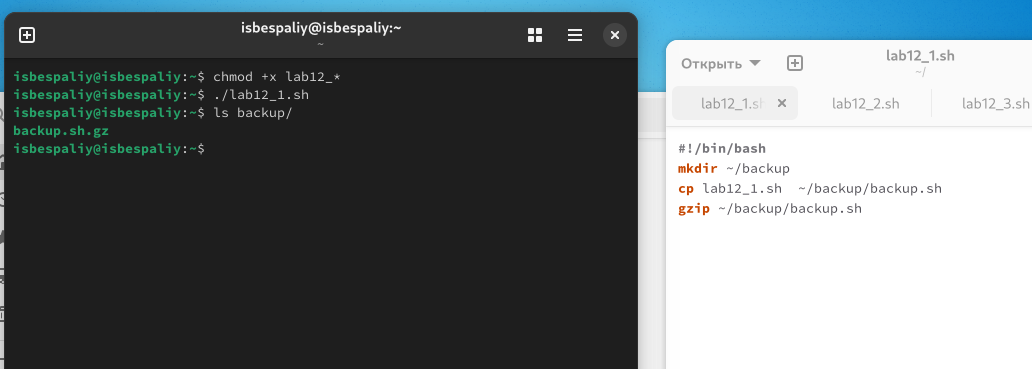 isbespaliy@isbespaliy:~
~
isbespaliy@isbespaliy:~$ chmod +x lab12_*
isbespaliy@isbespaliy:~$ ./lab12_1.sh
isbespaliy@isbespaliy:~$ ls backup/
backup.sh.gz
isbespaliy@isbespaliy:~$
Открыть
lab12_1.sh
~/
lab12_1.sh
lab12_2.sh
lab12_3.sh
#!/bin/bash
mkdir ~/backup
cp lab12_1.sh  ~/backup/backup.sh
gzip ~/backup/backup.sh